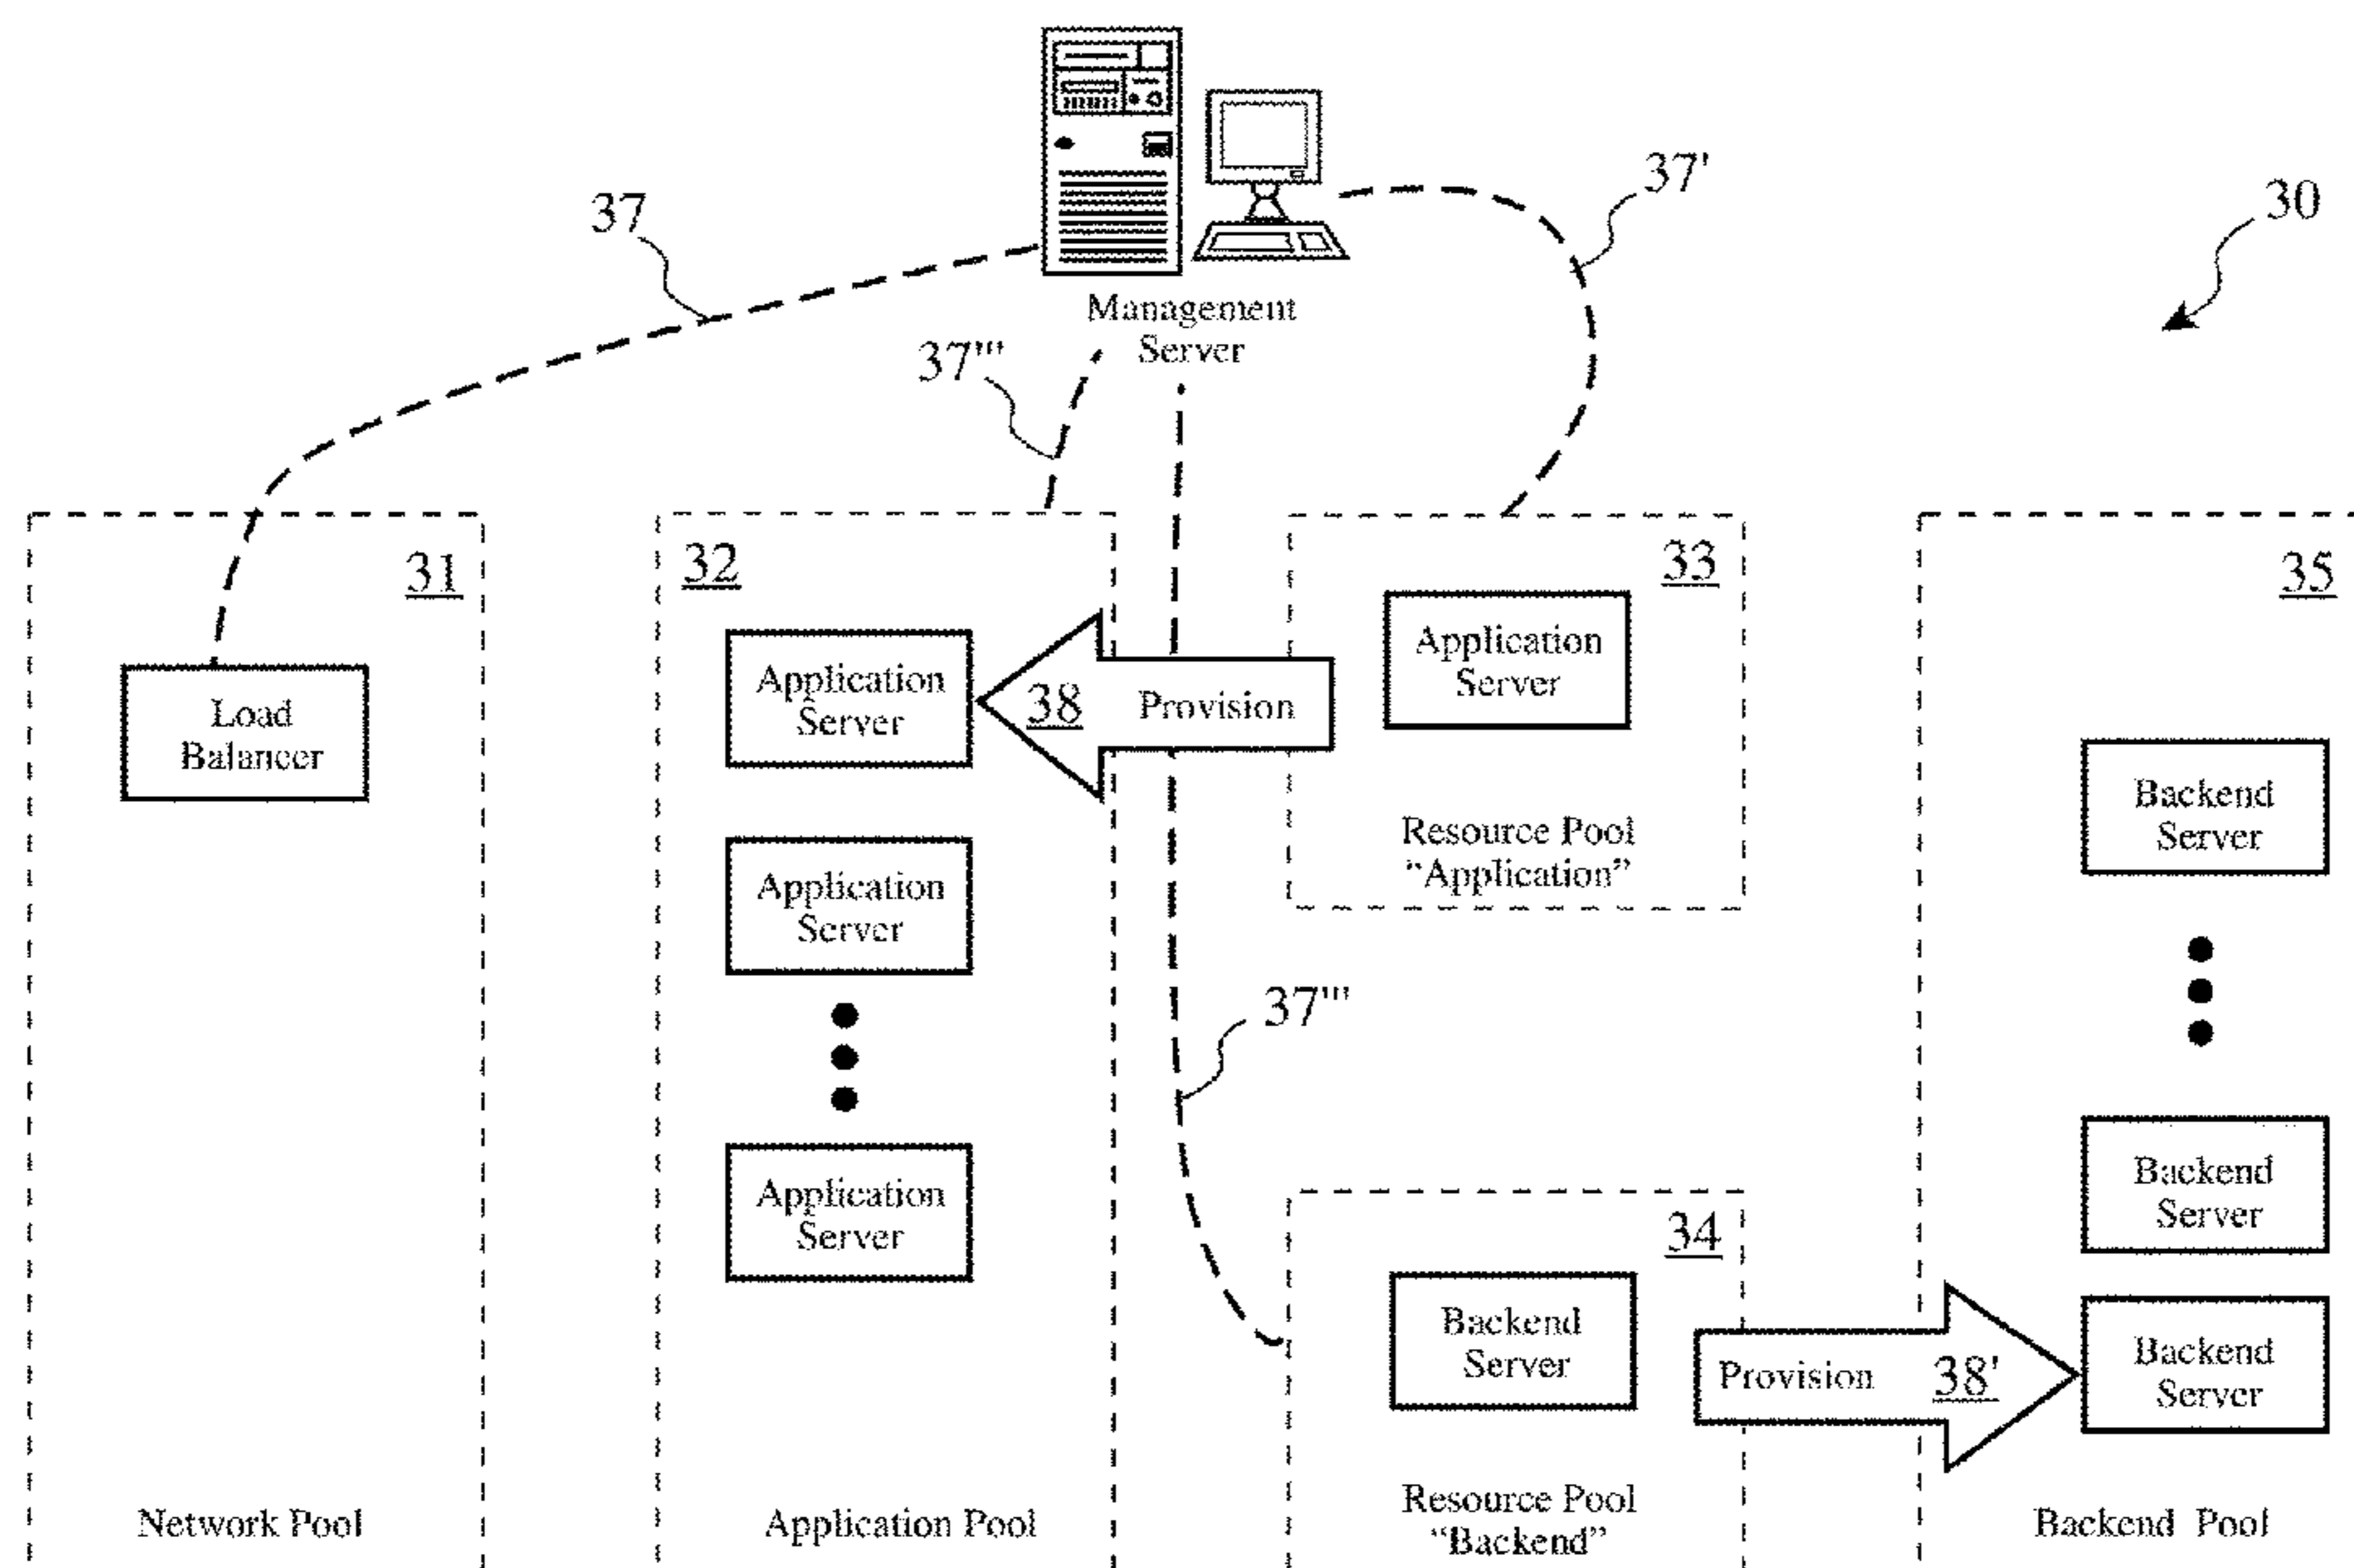 37
37'
30
Management
Server
37'''
31
32
33
35
Load
Balancer
Application
Server
38 Provision
Application
Server
Resource Pool
"Application"
Backend
Server
Application
Server
37'''
Application
Server
34
Backend
Server
Backend
Server
Provision 38'
Backend
Server
Network Pool
Application Pool
Resource Pool
"Backend"
Backend Pool